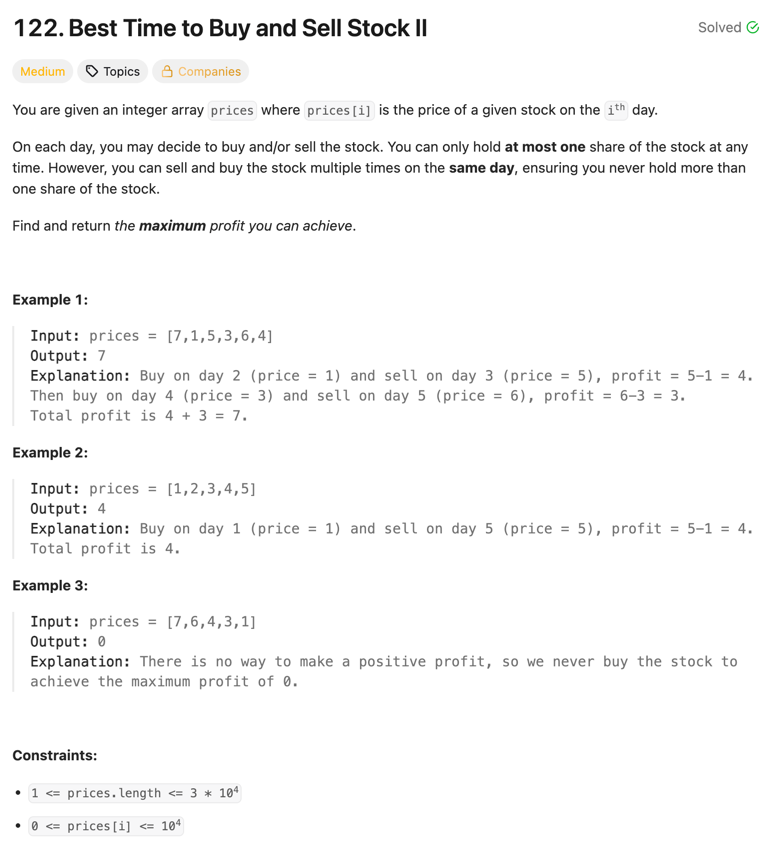 122. Best Time to Buy and Sell Stock II
Solved
Medium Topics Companies
You are given an integer array prices where prices[i] is the price of a given stock on the ith day.
On each day, you may decide to buy and/or sell the stock. You can only hold at most one share of the stock at any
time. However, you can sell and buy the stock multiple times on the same day, ensuring you never hold more than
one share of the stock.
Find and return the maximum profit you can achieve.
Example 1:
Input: prices = [7,1,5,3,6,4]
Output: 7
Explanation: Buy on day 2 (price = 1) and sell on day 3 (price = 5), profit = 5-1 = 4.
Then buy on day 4 (price = 3) and sell on day 5 (price = 6), profit = 6-3 = 3.
Total profit is 4 + 3 = 7.
Example 2:
Input: prices = [1,2,3,4,5]
Output: 4
Explanation: Buy on day 1 (price = 1) and sell on day 5 (price = 5), profit = 5-1 = 4.
Total profit is 4.
Example 3:
Input: prices = [7,6,4,3,1]
Output: 0
Explanation: There is no way to make a positive profit, so we never buy the stock to
achieve the maximum profit of 0.
Constraints:
• 1 <= prices.length <= 3 * 10⁴
• 0 <= prices[i] <= 10⁴